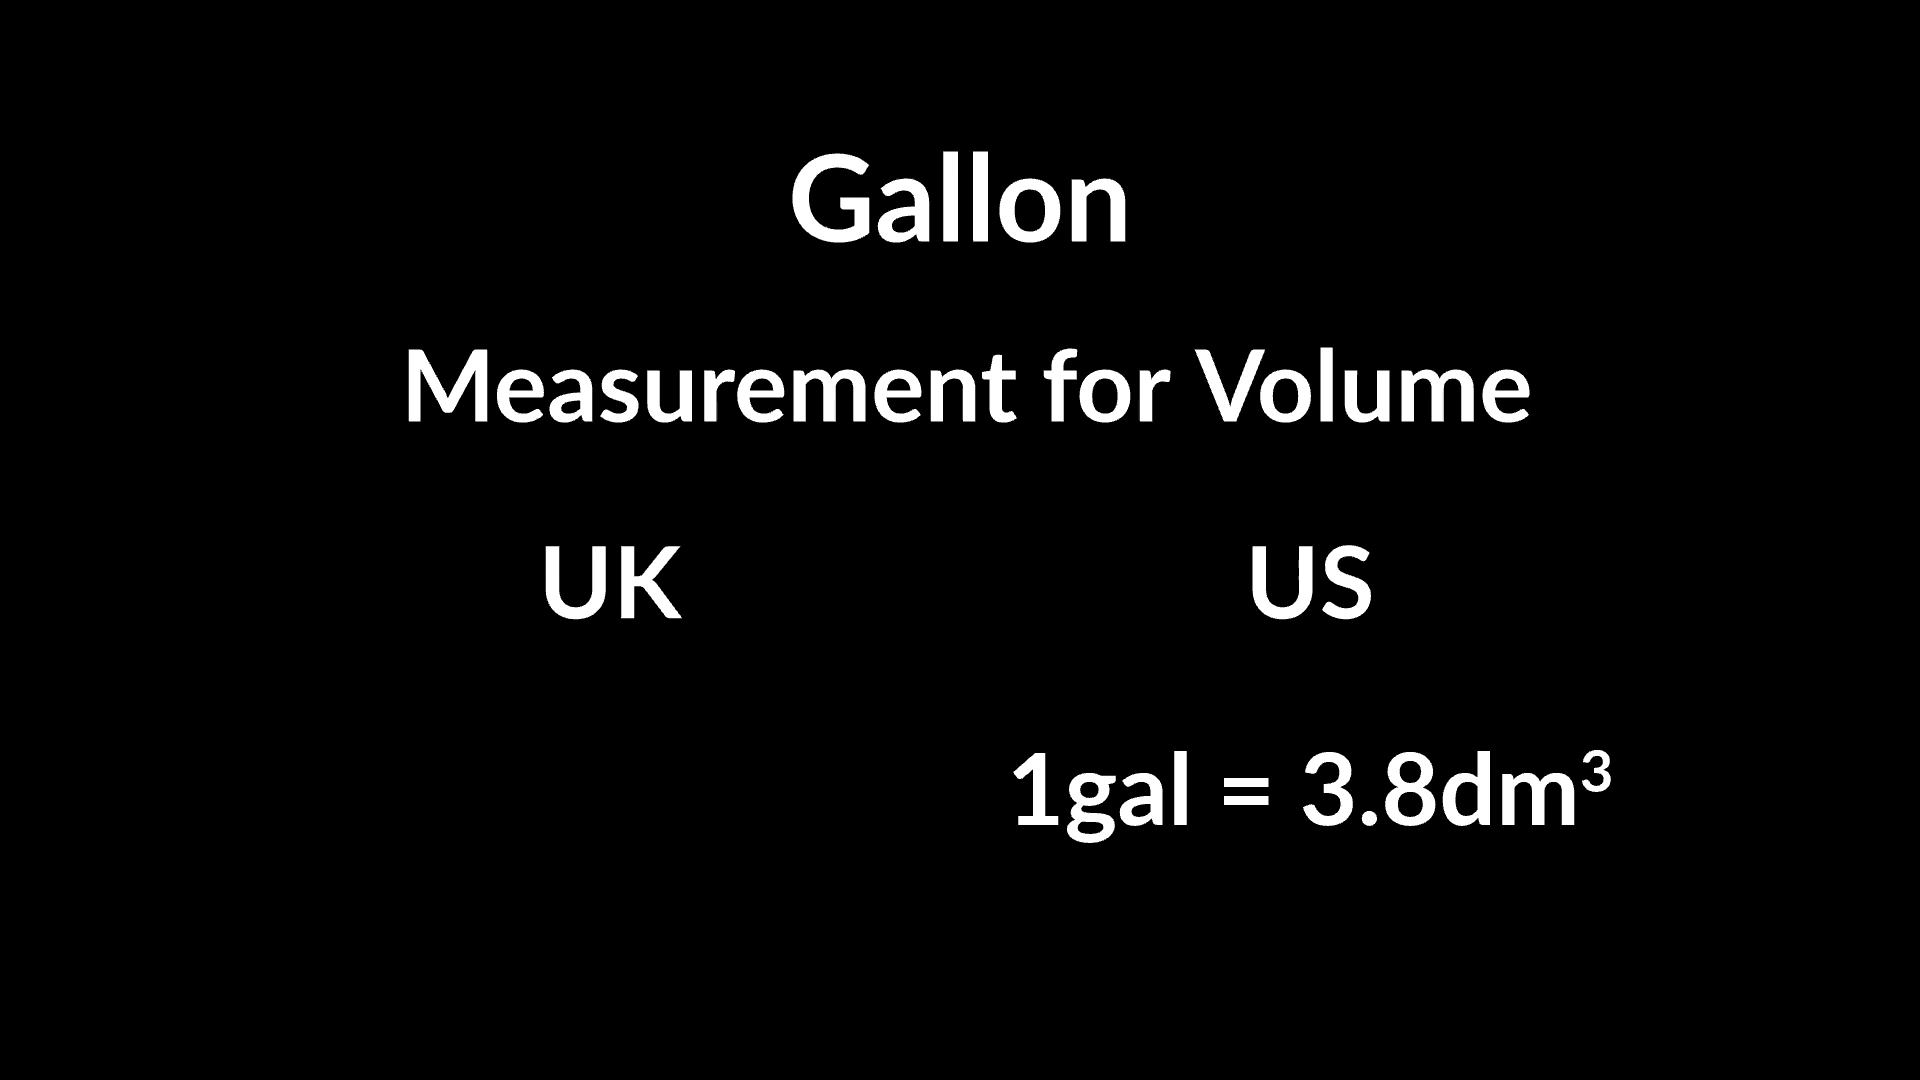 Gallon
Measurement for Volume
UK US
1gal = 3.8dm³